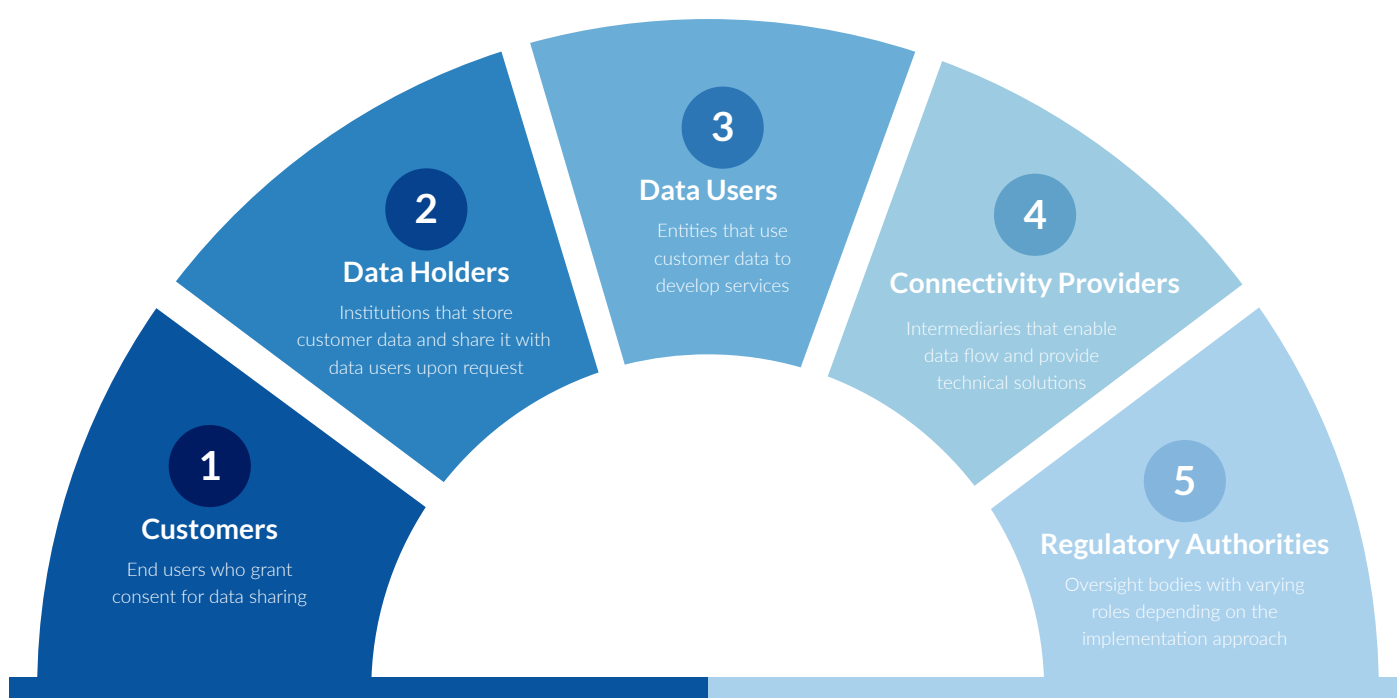 1
Customers
End users who grant
consent for data sharing
2
Data Holders
Institutions that store
customer data and share it with
data users upon request
3
Data Users
Entities that use
customer data to
develop services
4
Connectivity Providers
Intermediaries that enable
data flow and provide
technical solutions
5
Regulatory Authorities
Oversight bodies with varying
roles depending on the
implementation approach